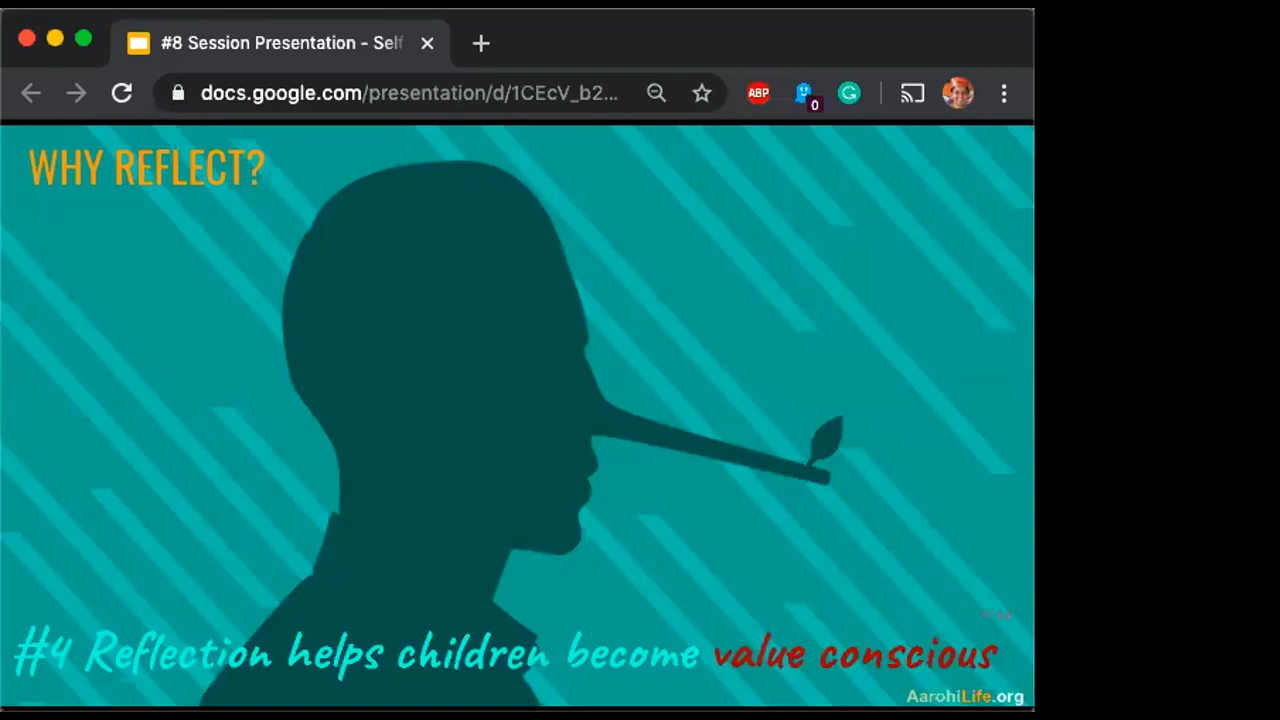 #8 Session Presentation - Self
docs.google.com/presentation/d/1CEcV_b2...
ABP
0
WHY REFLECT?
#4 Reflection helps children become value conscious
AarohiLife.org